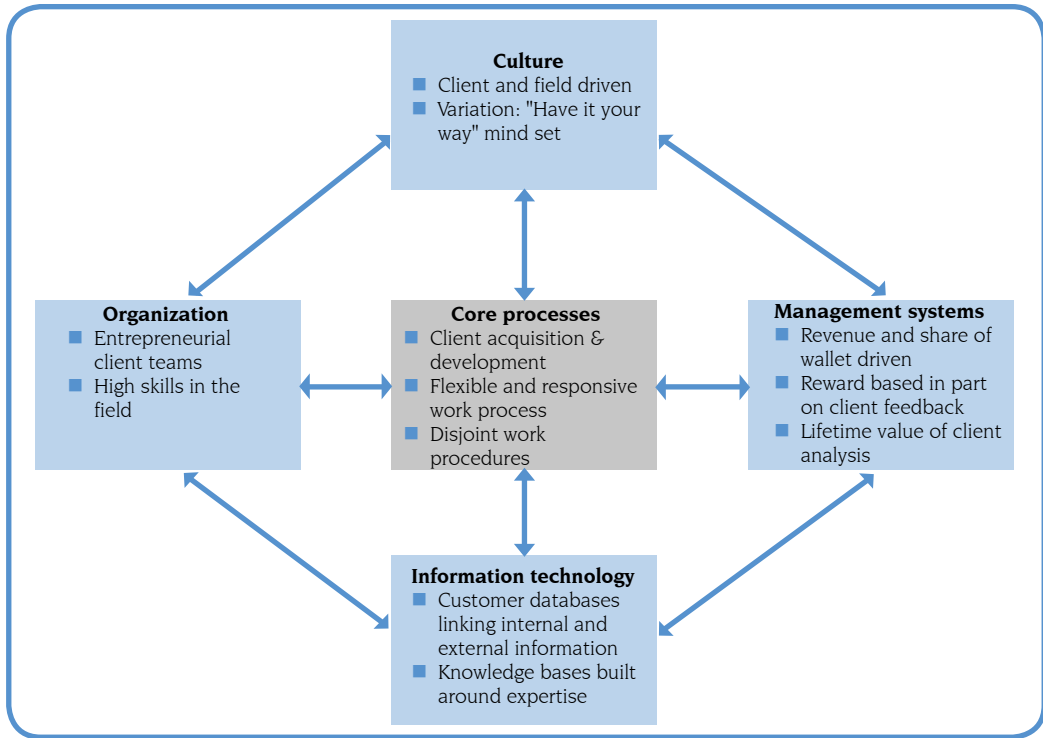 Culture
Client and field driven
Variation: "Have it your
way" mind set
Organization
Entrepreneurial
client teams
High skills in the
field
Core processes
Client acquisition &
development
Flexible and responsive
work process
Disjoint work
procedures
Management systems
Revenue and share of
wallet driven
Reward based in part
on client feedback
Lifetime value of client
analysis
Information technology
Customer databases
linking internal and
external information
Knowledge bases built
around expertise